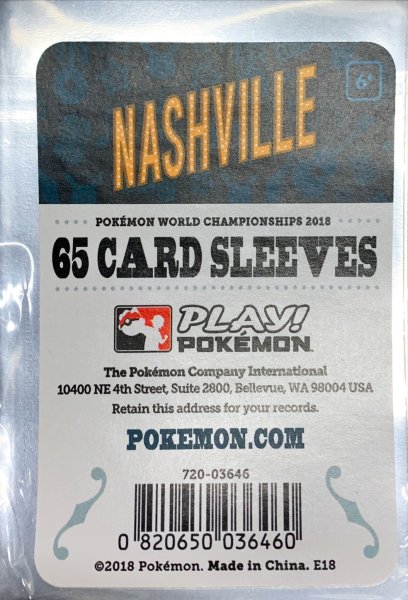 NASHVILLE
6+
POKÉMON WORLD CHAMPIONSHIPS 2018
65 CARD SLEEVES
PLAY!
POKÉMON
The Pokémon Company International
10400 NE 4th Street, Suite 2800, Bellevue, WA 98004 USA
Retain this address for your records.
POKEMON.COM
720-03646
0 820650 036460
©2018 Pokémon. Made in China. E18